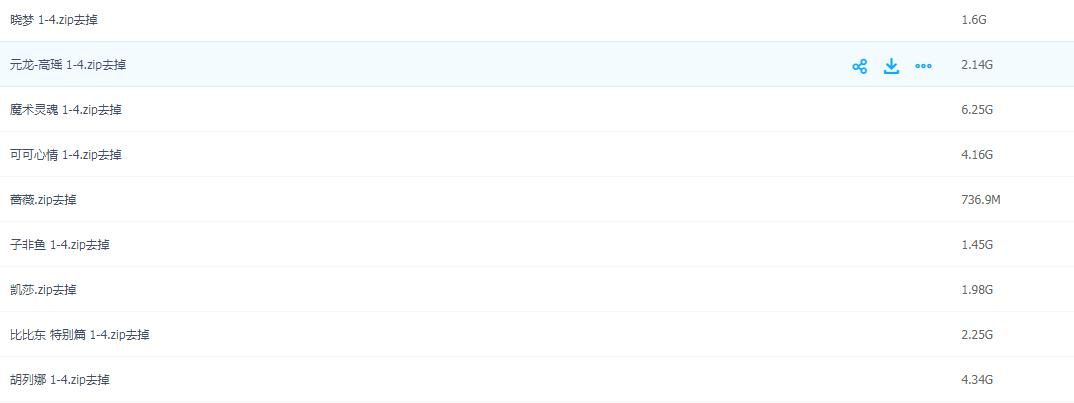 晓梦 1-4.zip去掉 1.6G
元龙-高瑶 1-4.zip去掉 2.14G
魔术灵魂 1-4.zip去掉 6.25G
可可心情 1-4.zip去掉 4.16G
蔷薇.zip去掉 736.9M
子非鱼 1-4.zip去掉 1.45G
凯莎.zip去掉 1.98G
比比东 特别篇 1-4.zip去掉 2.25G
胡列娜 1-4.zip去掉 4.34G